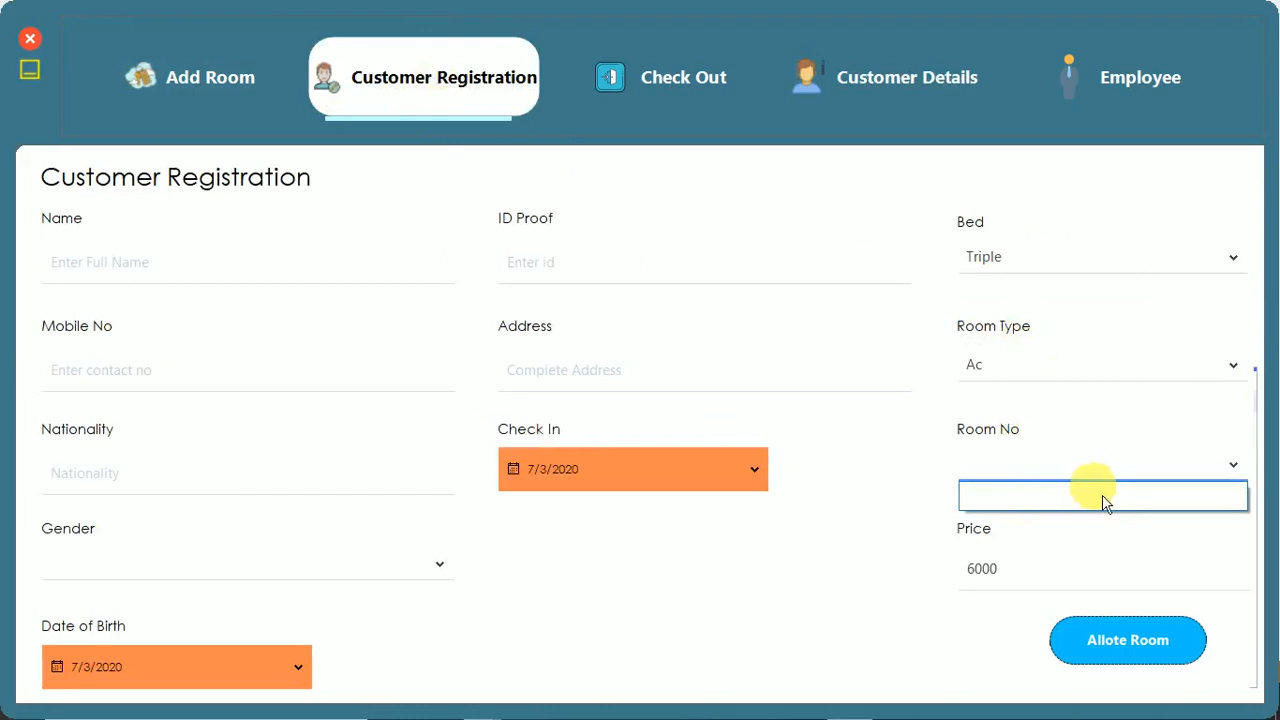 Add Room
Customer Registration
Check Out
Customer Details
Employee
Customer Registration
Name
Enter Full Name
Mobile No
Enter contact no
Nationality
Nationality
Gender
Date of Birth
7/3/2020
ID Proof
Enter id
Address
Complete Address
Check In
7/3/2020
Bed
Triple
Room Type
Ac
Room No
Price
6000
Allote Room